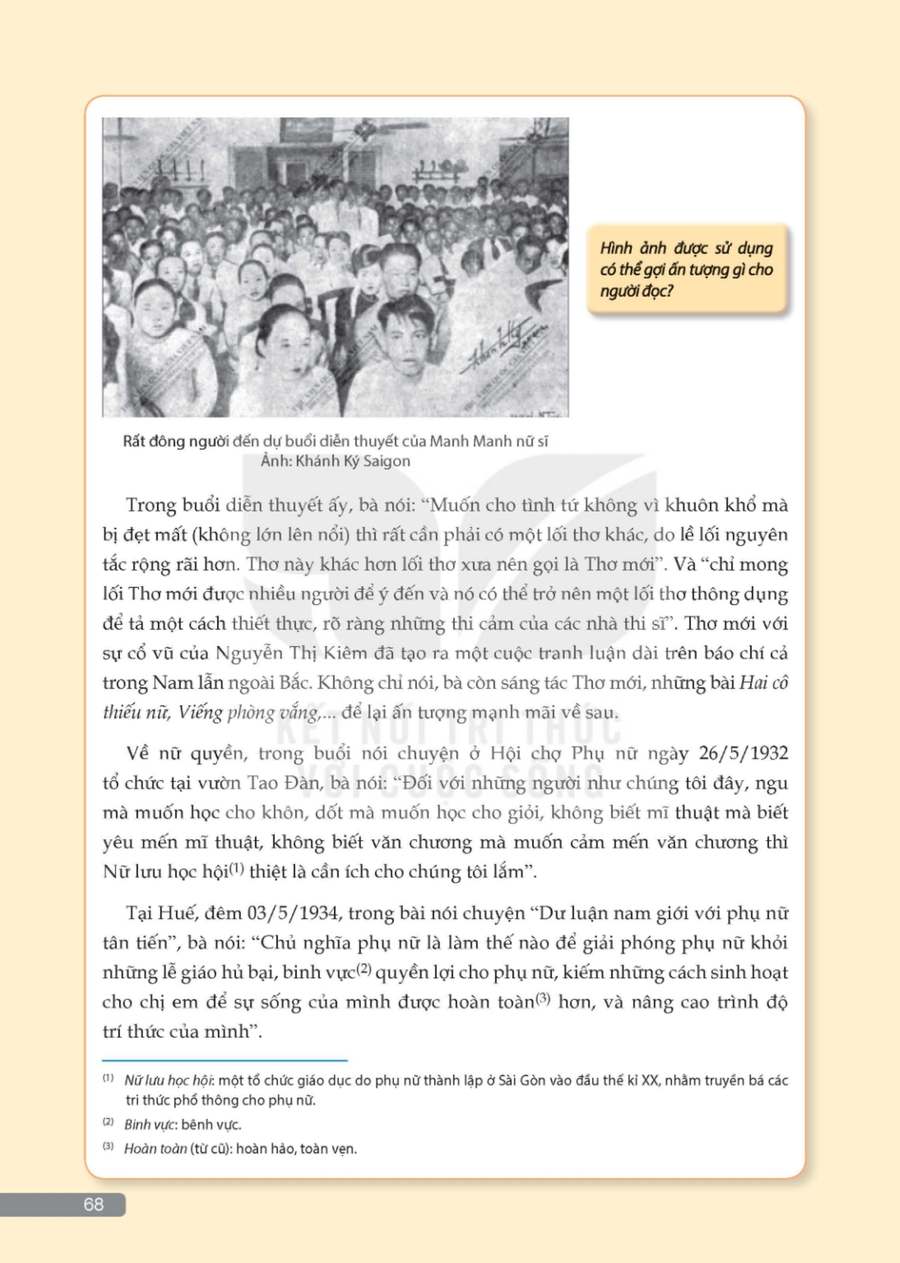 Hình ảnh được sử dụng
có thể gợi ấn tượng gì cho
người đọc?
Rất đông người đến dự buổi diễn thuyết của Manh Manh nữ sĩ
Ảnh: Khánh Ký Saigon
Trong buổi diễn thuyết ấy, bà nói: “Muốn cho tình tứ không vì khuôn khổ mà
bị đẹt mất (không lớn lên nổi) thì rất cần phải có một lối thơ khác, do lề lối nguyên
tắc rộng rãi hơn. Thơ này khác hơn lối thơ xưa nên gọi là Thơ mới”. Và “chỉ mong
lối Thơ mới được nhiều người để ý đến và nó có thể trở nên một lối thơ thông dụng
để tả một cách thiết thực, rõ ràng những thi cảm của các nhà thi sĩ”. Thơ mới với
sự cổ vũ của Nguyễn Thị Kiêm đã tạo ra một cuộc tranh luận dài trên báo chí cả
trong Nam lẫn ngoài Bắc. Không chỉ nói, bà còn sáng tác Thơ mới, những bài Hai cô
thiếu nữ, Viếng phòng vắng,... để lại ấn tượng mạnh mãi về sau.
KẾT NỐI TRI THỨC
VỚI CUỘC SỐNG
Về nữ quyền, trong buổi nói chuyện ở Hội chợ Phụ nữ ngày 26/5/1932
tổ chức tại vườn Tao Đàn, bà nói: “Đối với những người như chúng tôi đây, ngu
mà muốn học cho khôn, dốt mà muốn học cho giỏi, không biết mĩ thuật mà biết
yêu mến mĩ thuật, không biết văn chương mà muốn cảm mến văn chương thì
Nữ lưu học hội(1) thiệt là cần ích cho chúng tôi lắm”.
Tại Huế, đêm 03/5/1934, trong bài nói chuyện “Dư luận nam giới với phụ nữ
tân tiến”, bà nói: “Chủ nghĩa phụ nữ là làm thế nào để giải phóng phụ nữ khỏi
những lễ giáo hủ bại, binh vực(2) quyền lợi cho phụ nữ, kiếm những cách sinh hoạt
cho chị em để sự sống của mình được hoàn toàn(3) hơn, và nâng cao trình độ
trí thức của mình”.
(1) Nữ lưu học hội: một tổ chức giáo dục do phụ nữ thành lập ở Sài Gòn vào đầu thế kỉ XX, nhằm truyền bá các
tri thức phổ thông cho phụ nữ.
(2) Binh vực: bênh vực.
(3) Hoàn toàn (từ cũ): hoàn hảo, toàn vẹn.
68